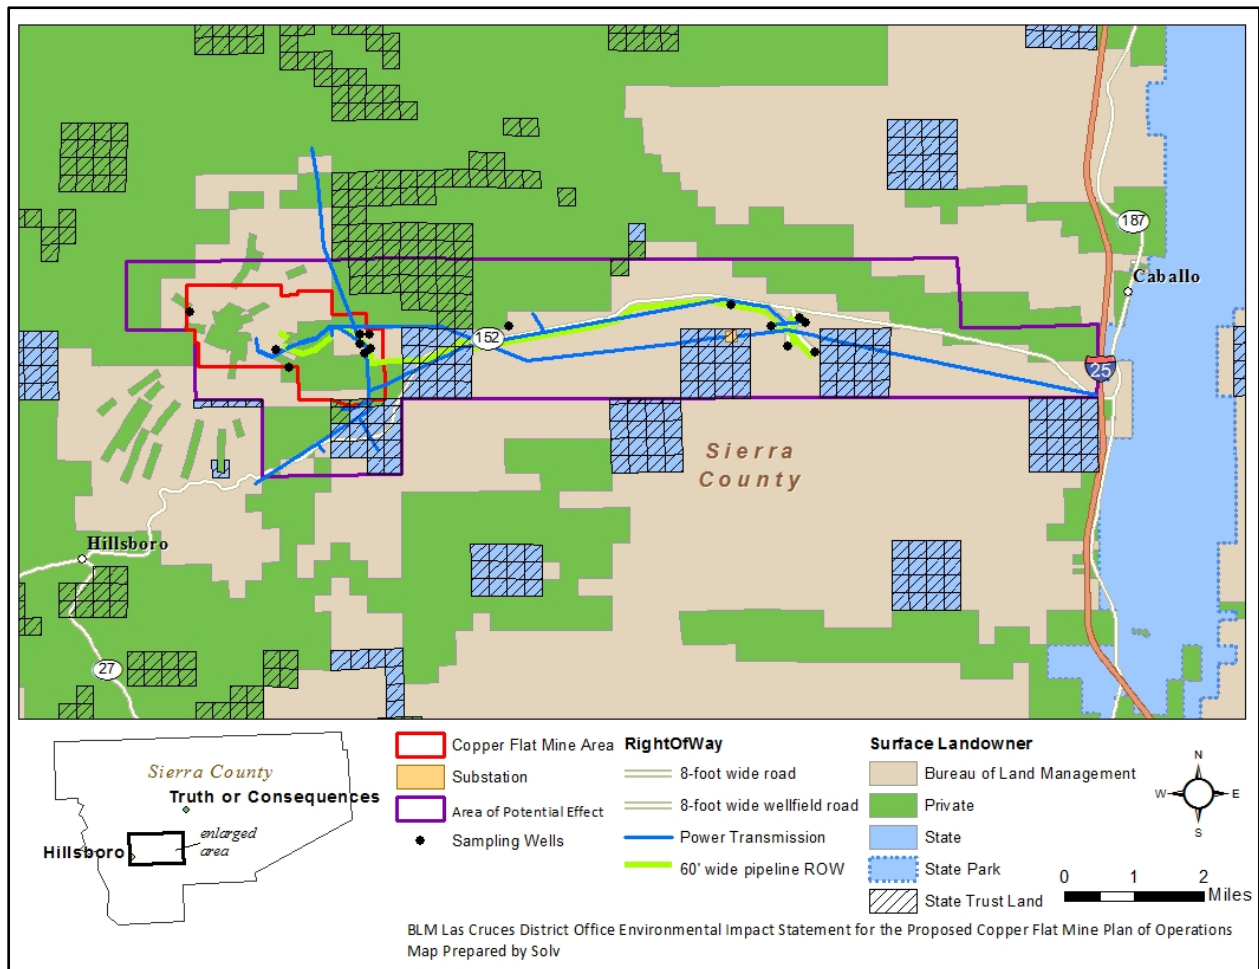 187
Caballo
152
25
Sierra
County
Hillsboro
27
Sierra County
Truth or Consequences
enlarged
area
Hillsboro
Copper Flat Mine Area
Substation
Area of Potential Effect
Sampling Wells
RightOfWay
8-foot wide road
8-foot wide wellfield road
Power Transmission
60' wide pipeline ROW
Surface Landowner
Bureau of Land Management
Private
State
State Park
State Trust Land
N
W E
S
0 1 2
Miles
BLM Las Cruces District Office Environmental Impact Statement for the Proposed Copper Flat Mine Plan of Operations
Map Prepared by Solv